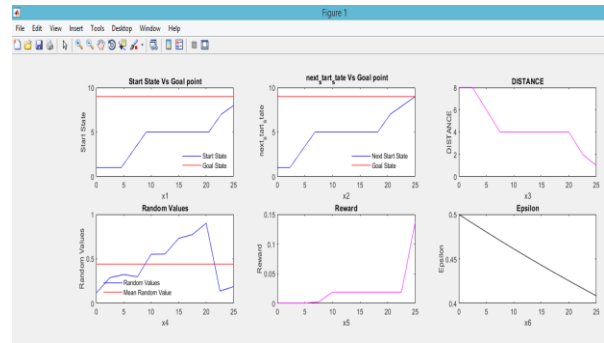 Figure 1
File Edit View Insert Tools Desktop Window Help
Start State Vs Goal point
10
5
0
Start State
Start State
Goal State
0 5 10 15 20 25
x1
next_start_state Vs Goal point
10
5
0
next_start_state
Next Start State
Goal State
0 5 10 15 20 25
x2
DISTANCE
8
6
4
2
0
DISTANCE
0 5 10 15 20 25
x3
Random Values
1
0.5
0
Random Values
Random Values
Mean Random Value
0 5 10 15 20 25
x4
Reward
0.15
0.1
0.05
0
Reward
0 5 10 15 20 25
x5
Epsilon
0.5
0.45
0.4
Epsilon
0 5 10 15 20 25
x6